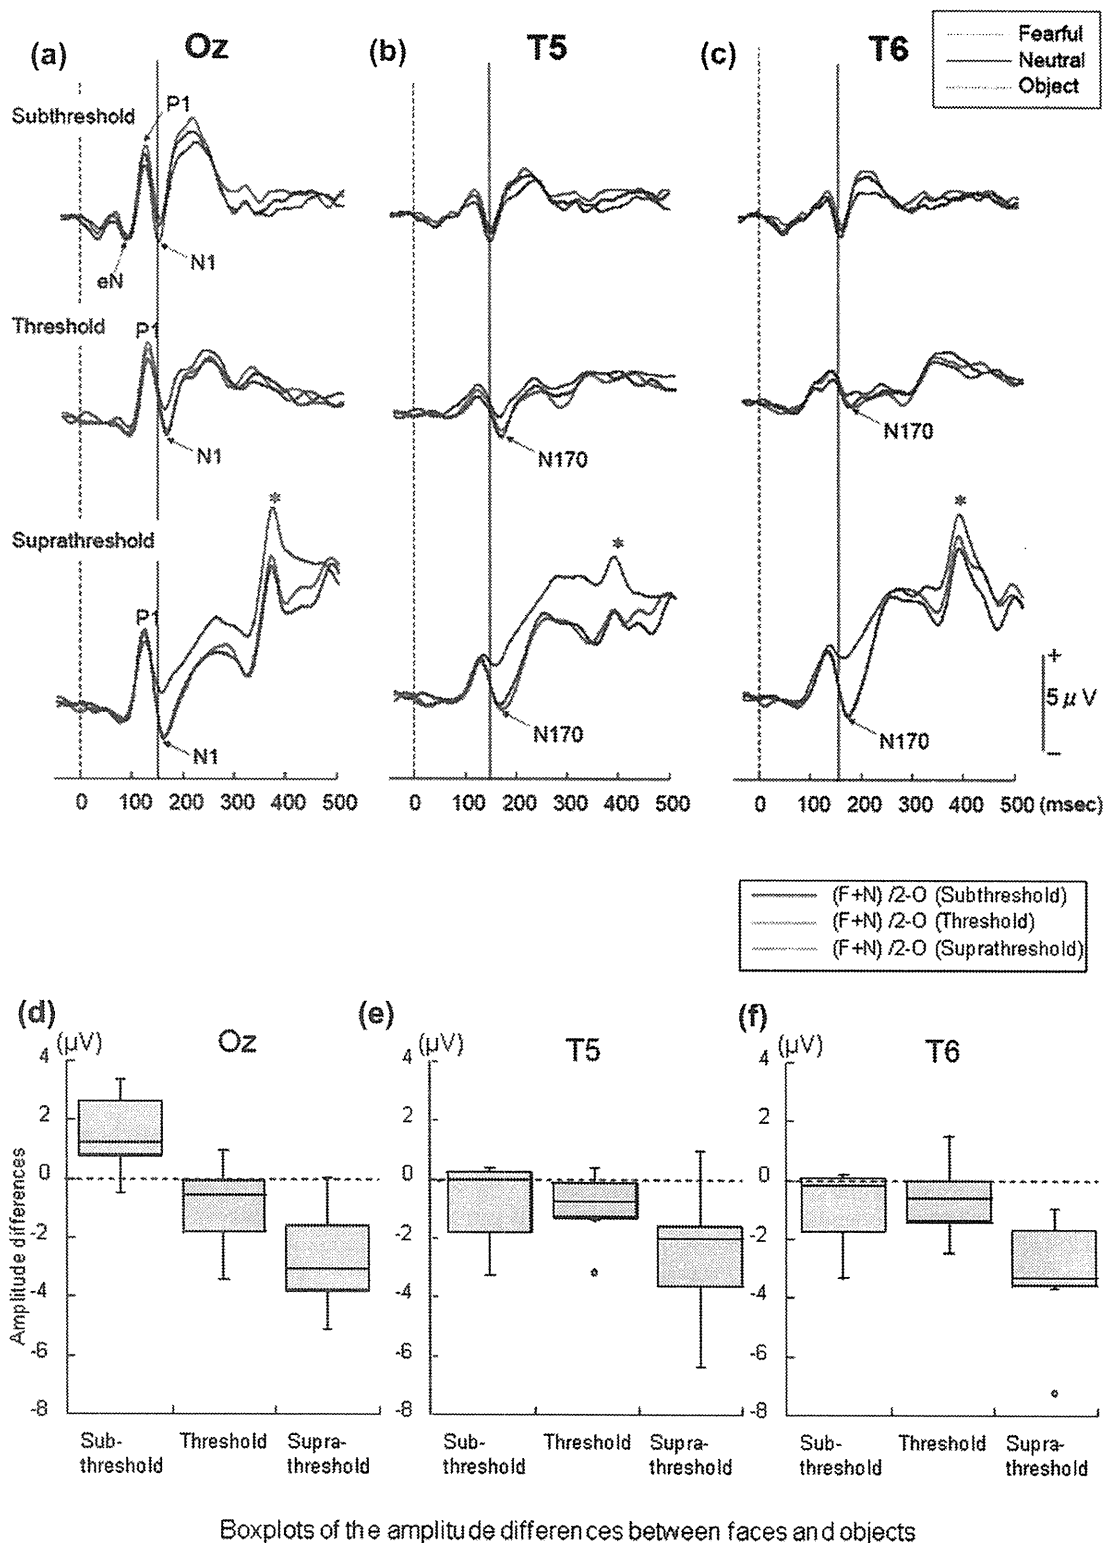 (a) Oz (b) T5 (c) T6
Fearful
Neutral
Object
Subthreshold
P1
eN
N1
Threshold
P1
N1
N170
N170
Suprathreshold
*
*
*
P1
N1
N170
N170
+
5 μ V
−
0 100 200 300 400 500
0 100 200 300 400 500
0 100 200 300 400 500 (msec)
(F+N) /2-O (Subthreshold)
(F+N) /2-O (Threshold)
(F+N) /2-O (Suprathreshold)
(d) (μV) Oz
(e) (μV) T5
(f) (μV) T6
Amplitude differences
4
2
0
-2
-4
-6
-8
4
2
0
-2
-4
-6
-8
4
2
0
-2
-4
-6
-8
Sub-
threshold
Threshold
Supra-
threshold
Sub-
threshold
Threshold
Supra-
threshold
Sub-
threshold
Threshold
Supra-
threshold
Boxplots of the amplitude differences between faces and objects